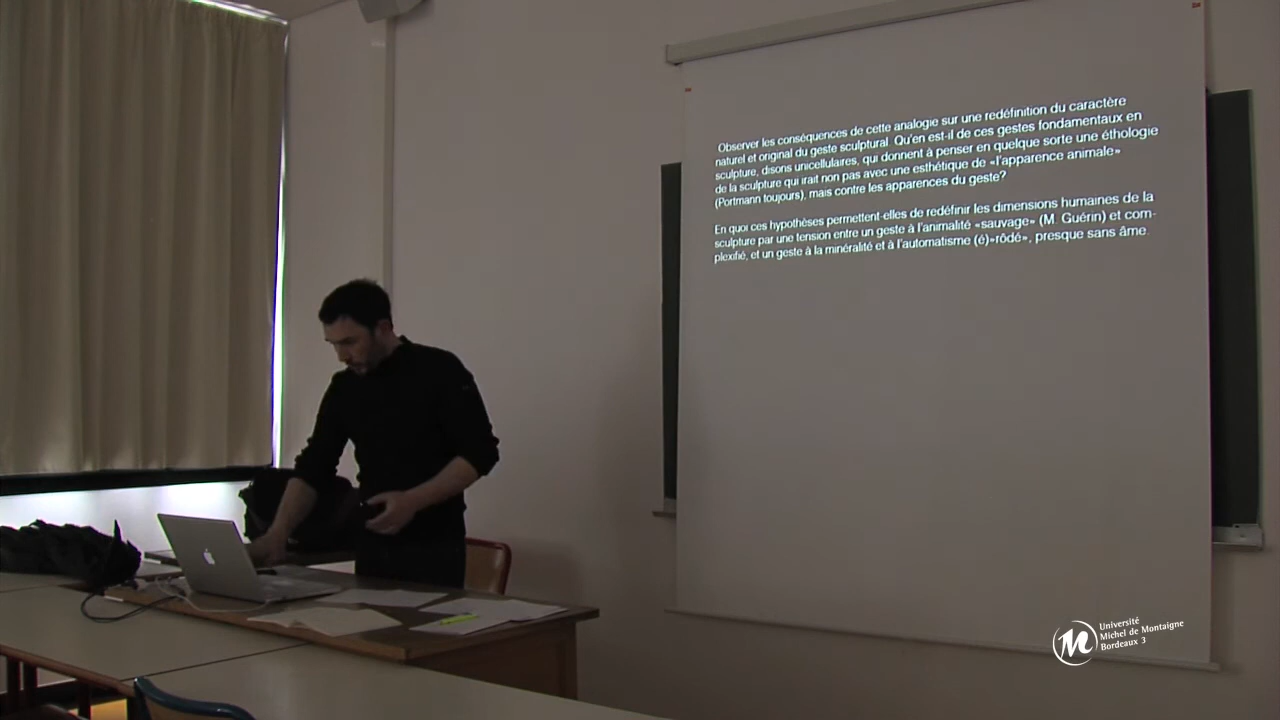 Observer les conséquences de cette analogie sur une redéfinition du caractère
naturel et original du geste sculptural. Qu'en est-il de ces gestes fondamentaux en
sculpture, disons unicellulaires, qui donnent à penser en quelque sorte une éthologie
de la sculpture qui irait non pas avec une esthétique de «l'apparence animale»
(Portmann toujours), mais contre les apparences du geste?
En quoi ces hypothèses permettent-elles de redéfinir les dimensions humaines de la
sculpture par une tension entre un geste à l'animalité «sauvage» (M. Guérin) et com-
plexifié, et un geste à la minéralité et à l'automatisme (é)»rôdé», presque sans âme.
Université
Michel de Montaigne
Bordeaux 3